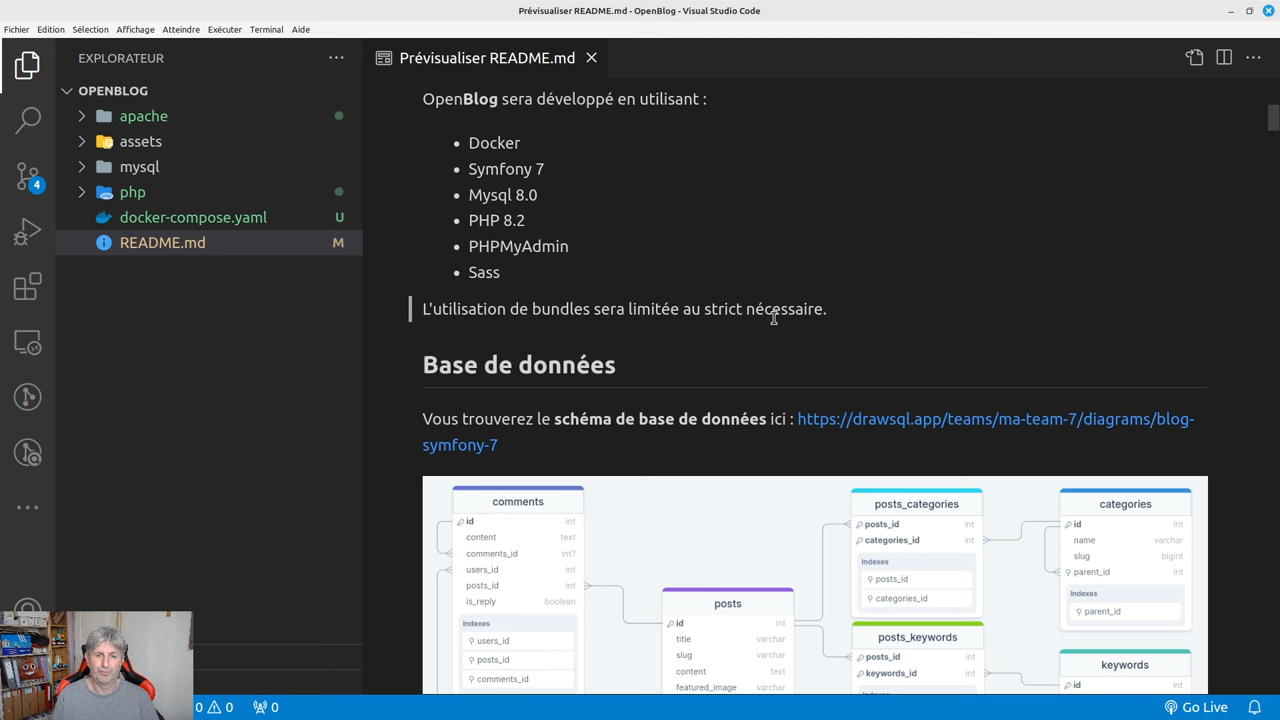 Prévisualiser README.md - OpenBlog - Visual Studio Code
Fichier Edition Sélection Affichage Atteindre Exécuter Terminal Aide
EXPLORATEUR
Prévisualiser README.md
OPENBLOG
apache
assets
mysql
php
docker-compose.yaml U
README.md M
4
OpenBlog sera développé en utilisant :
• Docker
• Symfony 7
• Mysql 8.0
• PHP 8.2
• PHPMyAdmin
• Sass
L'utilisation de bundles sera limitée au strict nécessaire.
Base de données
Vous trouverez le schéma de base de données ici : https://drawsql.app/teams/ma-team-7/diagrams/blog-
symfony-7
comments
id int
content text
comments_id int?
users_id int
posts_id int
is_reply boolean
Indexes
users_id
posts_id
comments_id
posts
id int
title varchar
slug varchar
content text
featured_image varchar
posts_categories
posts_id int
categories_id int
Indexes
posts_id
categories_id
posts_keywords
posts_id int
keywords_id int
categories
id int
name varchar
slug bigint
parent_id int
Indexes
parent_id
keywords
id int
0 0 0
Go Live